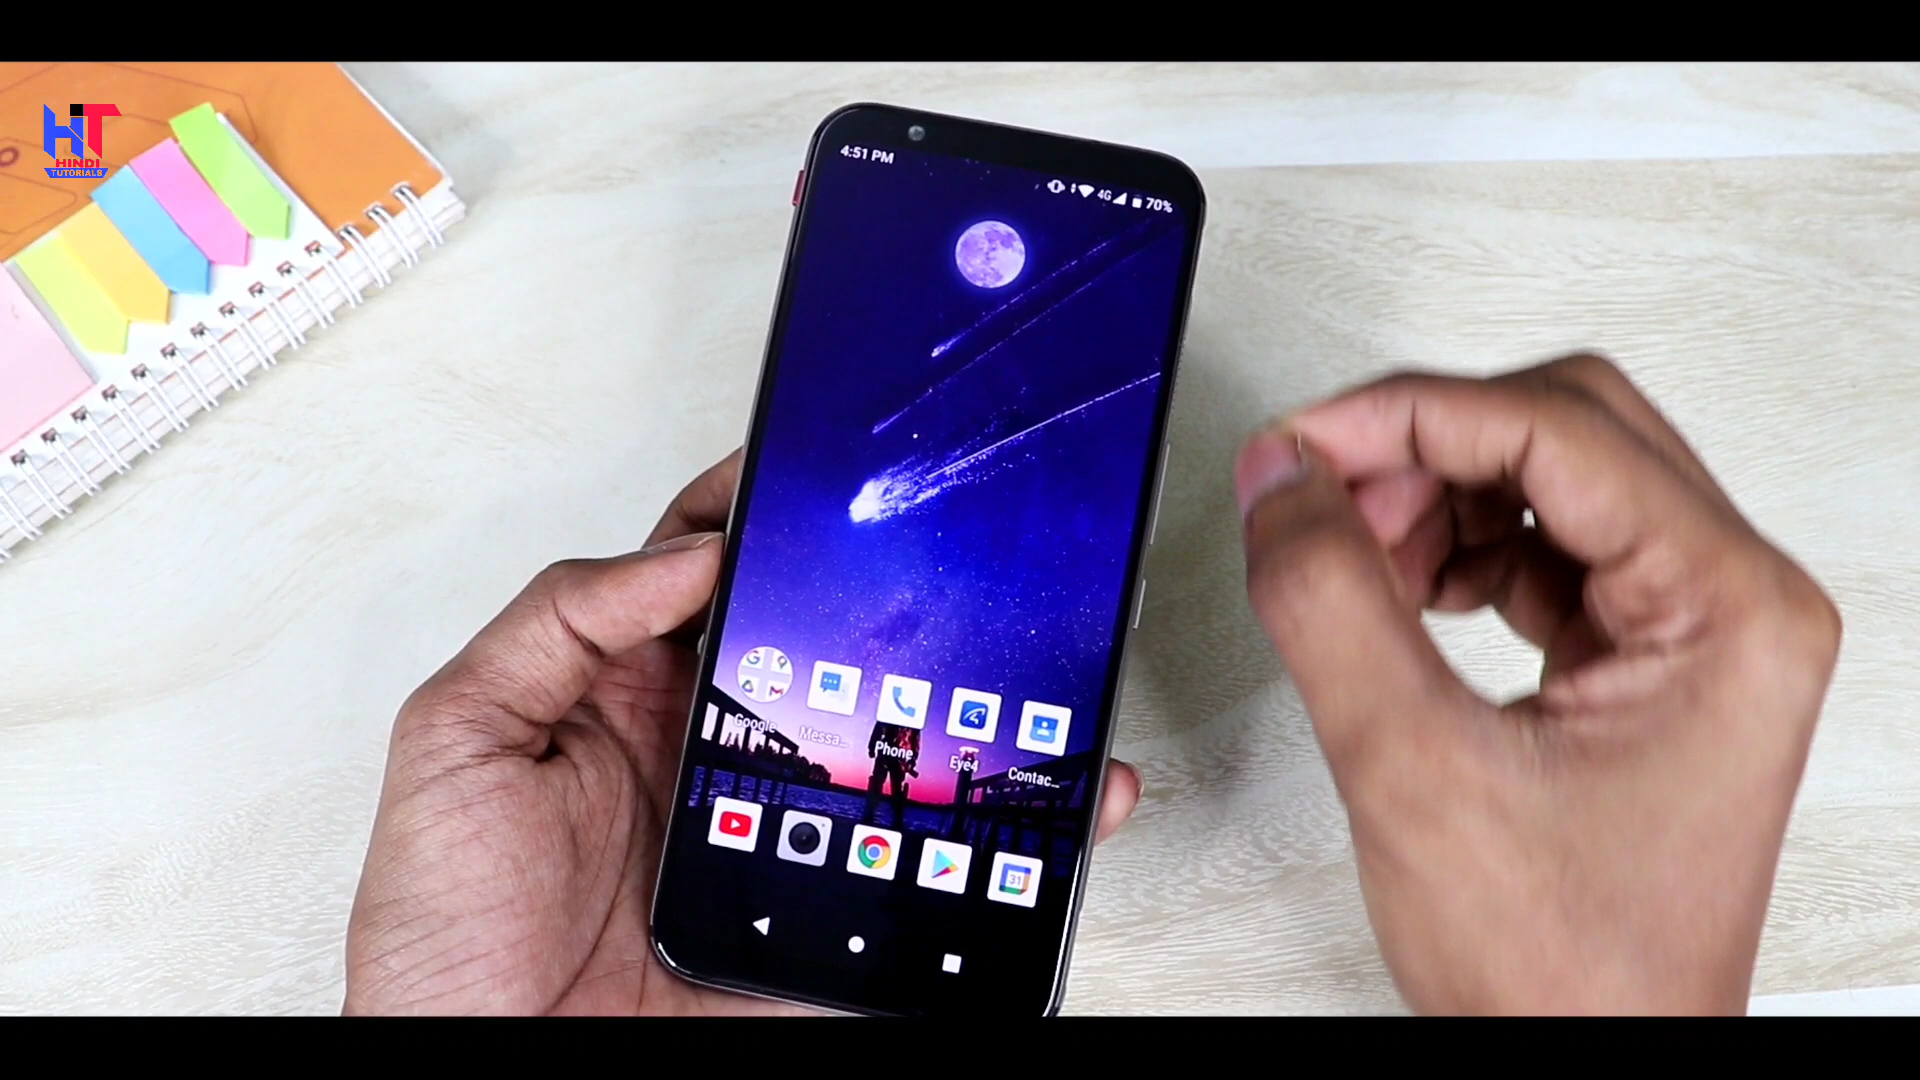 HT
HINDI
TUTORIALS
4:51 PM
4G 70%
Google
Messa...
Phone
Eye4
Contac...
31